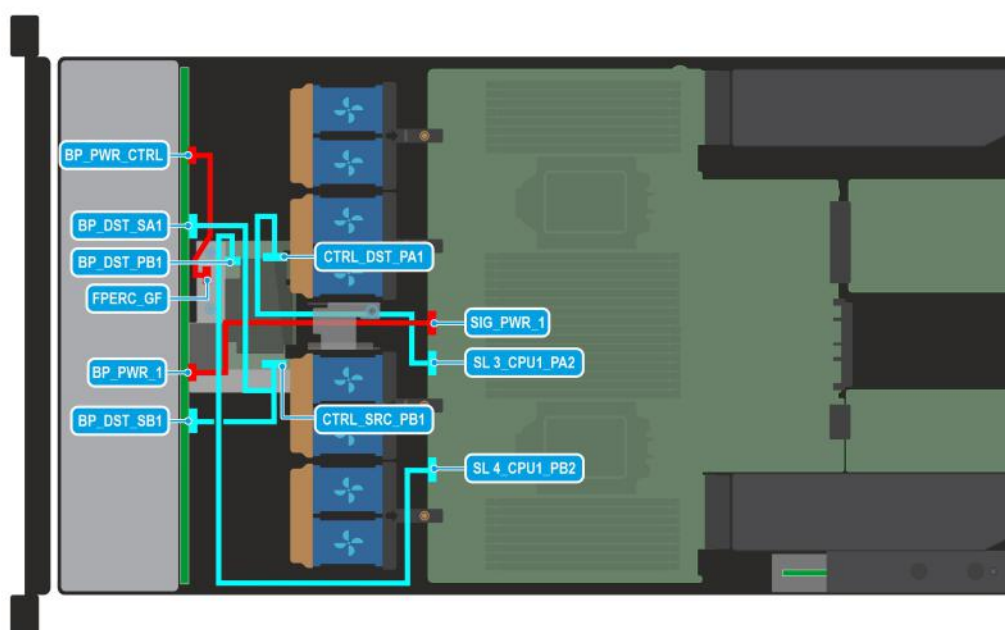 BP_PWR_CTRL
BP_DST_SA1
BP_DST_PB1
CTRL_DST_PA1
FPERC_GF
SIG_PWR_1
SL 3_CPU1_PA2
BP_PWR_1
BP_DST_SB1
CTRL_SRC_PB1
SL 4_CPU1_PB2